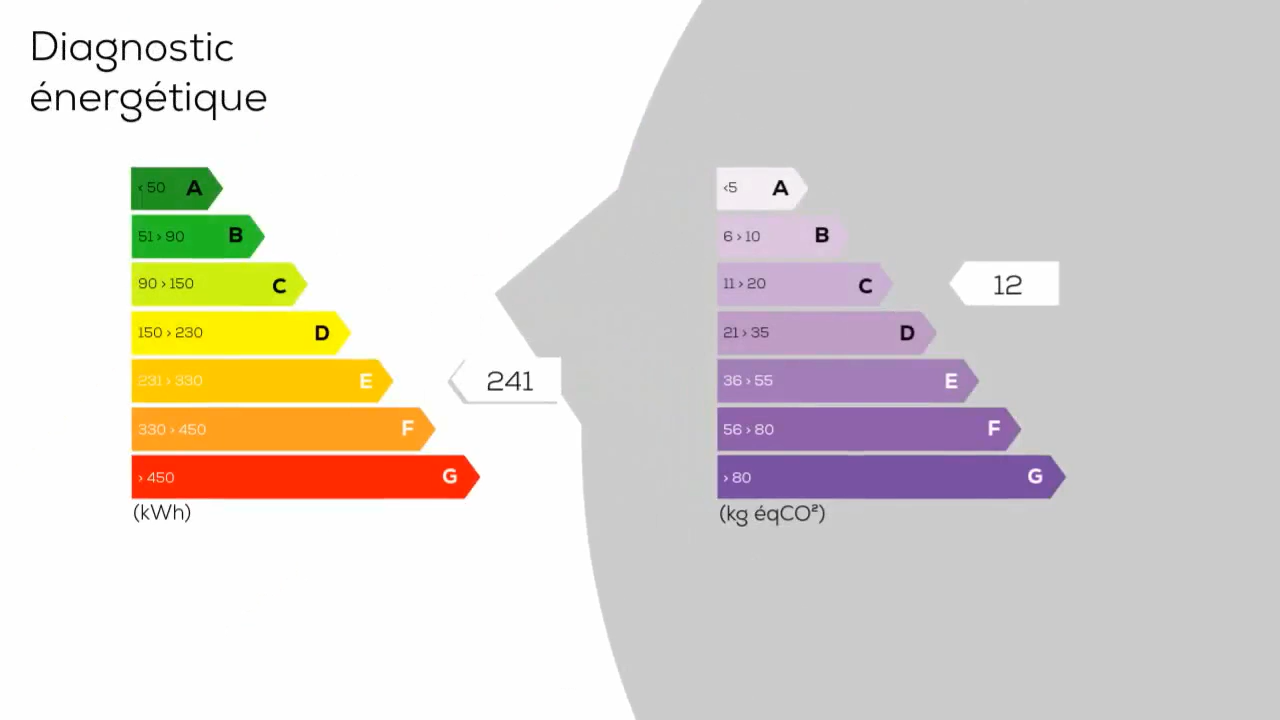 Diagnostic
énergétique
< 50 A
51 > 90 B
90 > 150 C
150 > 230 D
231 > 330 E
330 > 450 F
> 450 G
(kWh)
241
<5 A
6 > 10 B
11 > 20 C
21 > 35 D
36 > 55 E
56 > 80 F
> 80 G
(kg éqCO²)
12